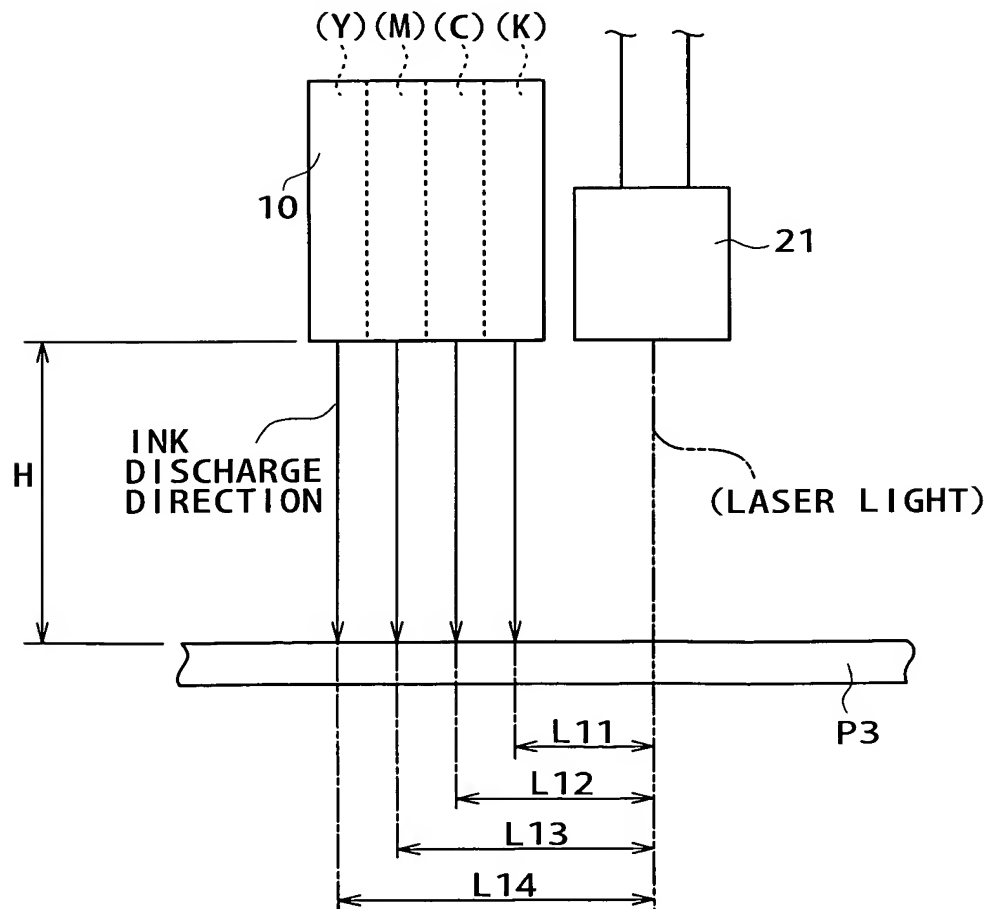 (Y) (M) (C) (K)
10
21
H
INK
DISCHARGE
DIRECTION
(LASER LIGHT)
P3
L11
L12
L13
L14